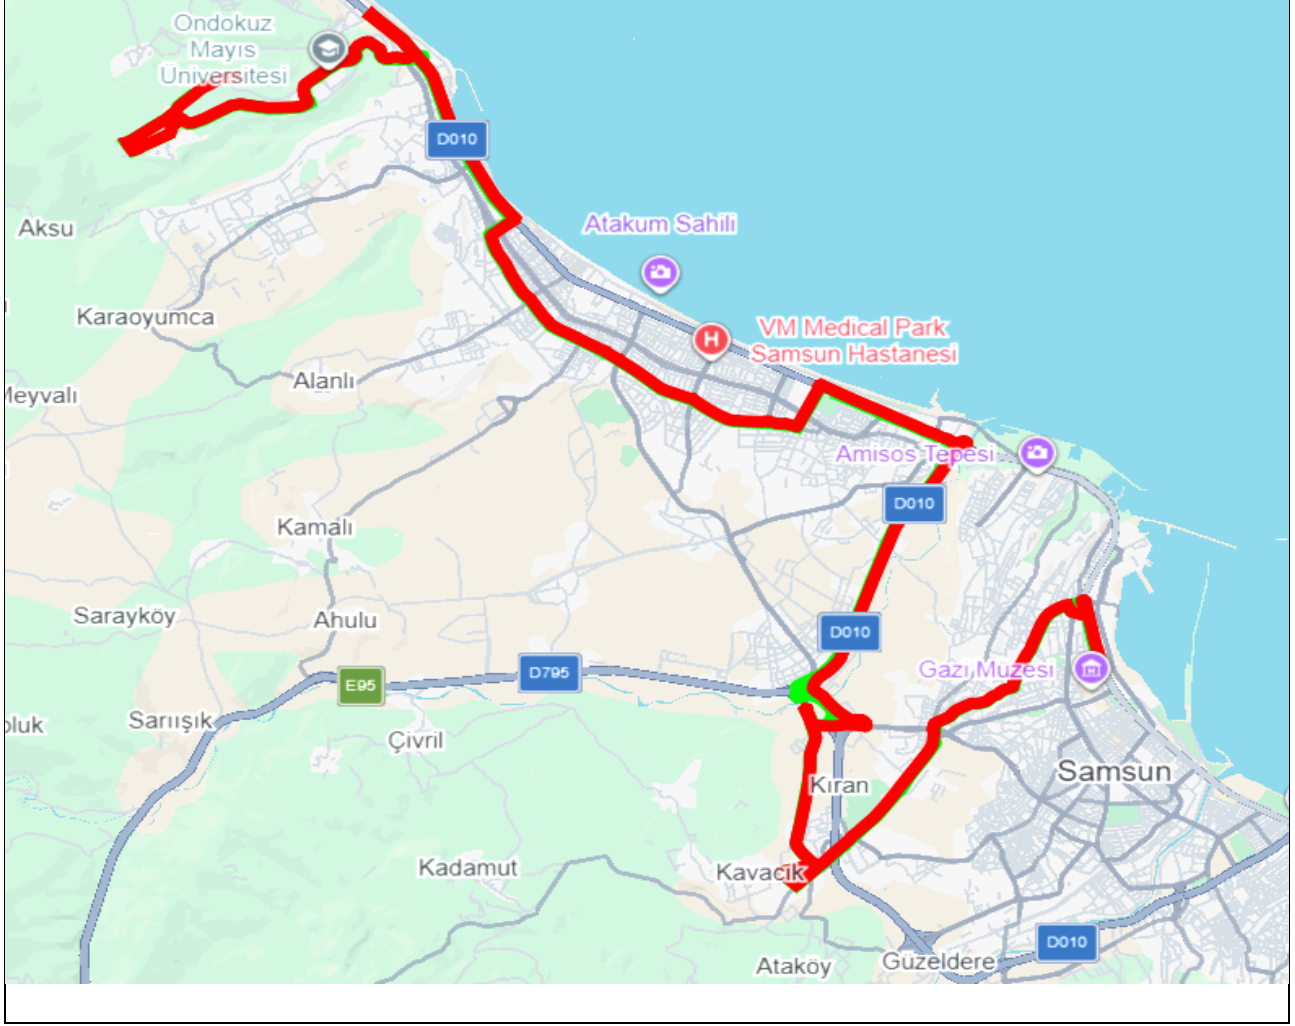 Ondokuz
Mayıs
Üniversitesi
D010
Aksu
Atakum Sahili
Karaoyumca
H
VM Medical Park
Samsun Hastanesi
Alanlı
Meyvalı
Amisos Tepesi
D010
Kamalı
Sarayköy
Ahulu
D010
Gazi Müzesi
D795
E95
Sarıışık
oluk
Çivril
Samsun
Kıran
Kadamut
Kavacık
D010
Ataköy
Güzeldere